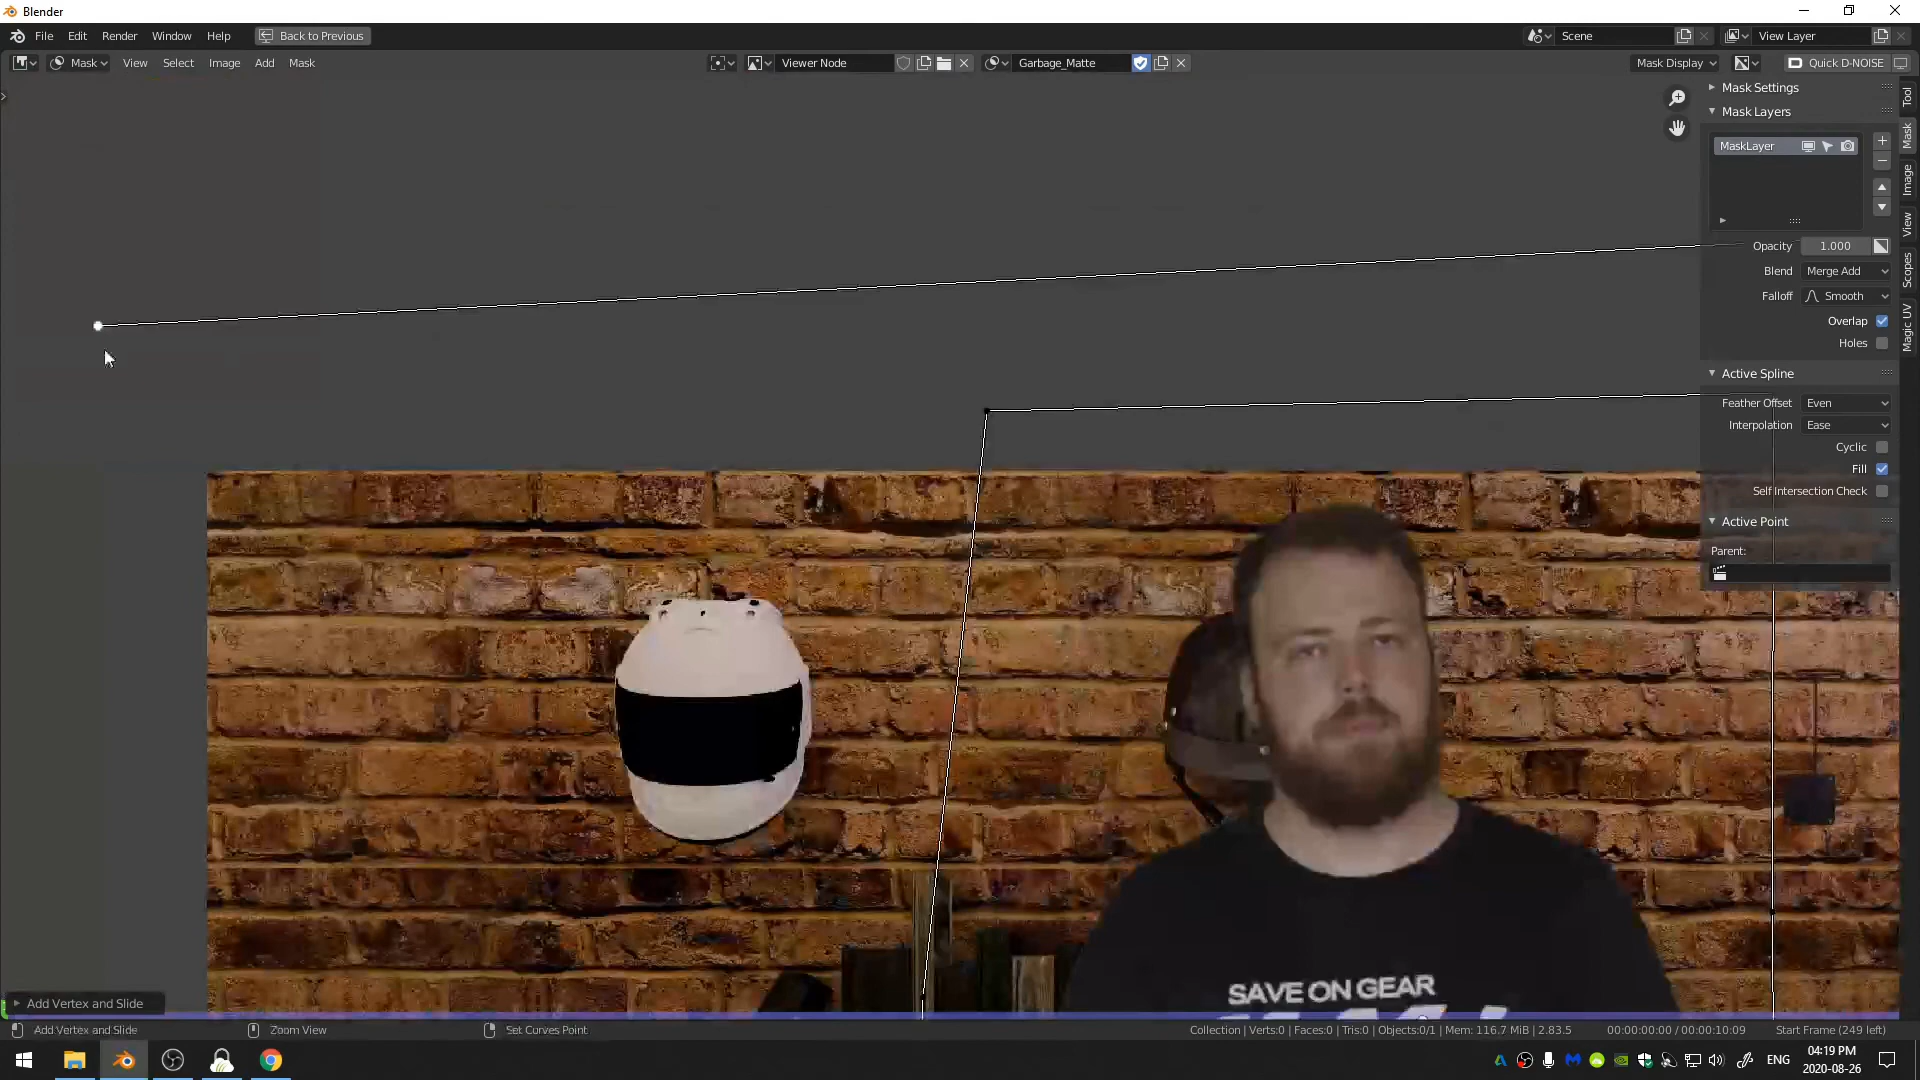 Blender
File Edit Render Window Help Back to Previous Scene View Layer
Mask View Select Image Add Mask Viewer Node Garbage_Matte Mask Display Quick D-NOISE
Mask Settings
Mask Layers
MaskLayer
Opacity 1.000
Blend Merge Add
Falloff Smooth
Overlap
Holes
Active Spline
Feather Offset Even
Interpolation Ease
Cyclic
Fill
Self Intersection Check
Active Point
Parent:
Tool
Mask
Image
View
Scopes
Magic UV
SAVE ON GEAR
Add Vertex and Slide
Add Vertex and Slide Zoom View Set Curves Point Collection | Verts:0 | Faces:0 | Tris:0 | Objects:0/1 | Mem: 116.7 MiB | 2.83.5 00:00:00:00 / 00:00:10:09 Start Frame (249 left)
ENG 04:19 PM
2020-08-26